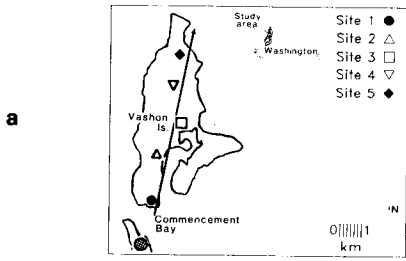 a
Study
area
Washington
Site 1
Site 2
Site 3
Site 4
Site 5
Vashon
Is.
Commencement
Bay
N
0 1
km